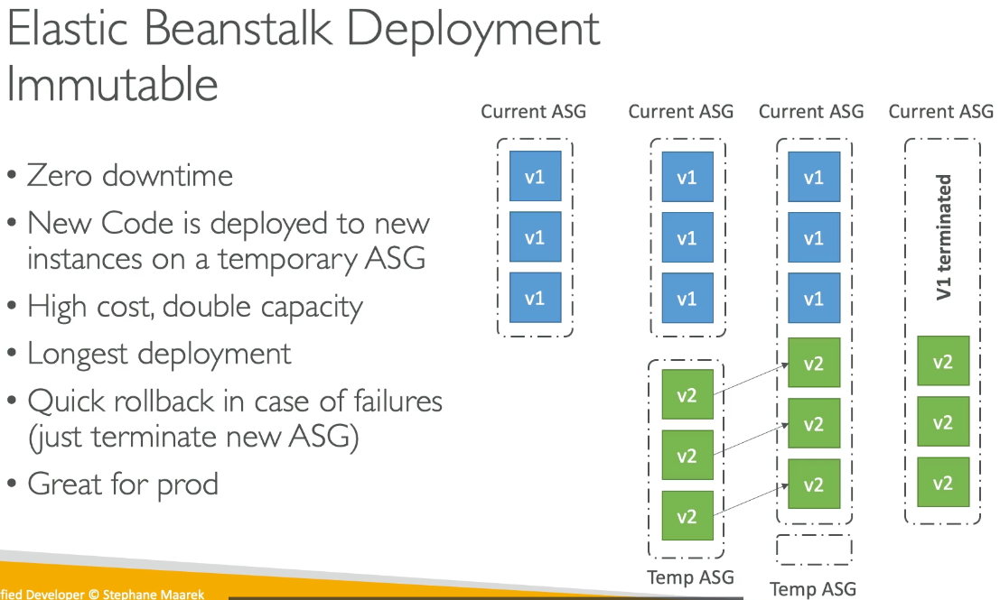 Elastic Beanstalk Deployment
Immutable
• Zero downtime
• New Code is deployed to new
instances on a temporary ASG
• High cost, double capacity
• Longest deployment
• Quick rollback in case of failures
(just terminate new ASG)
• Great for prod
Current ASG
Current ASG
Current ASG
Current ASG
v1
v1
v1
v1
v1
v1
v2
v2
v2
Temp ASG
v1
v1
v1
v2
v2
v2
Temp ASG
V1 terminated
v2
v2
v2
fied Developer © Stephane Maarek